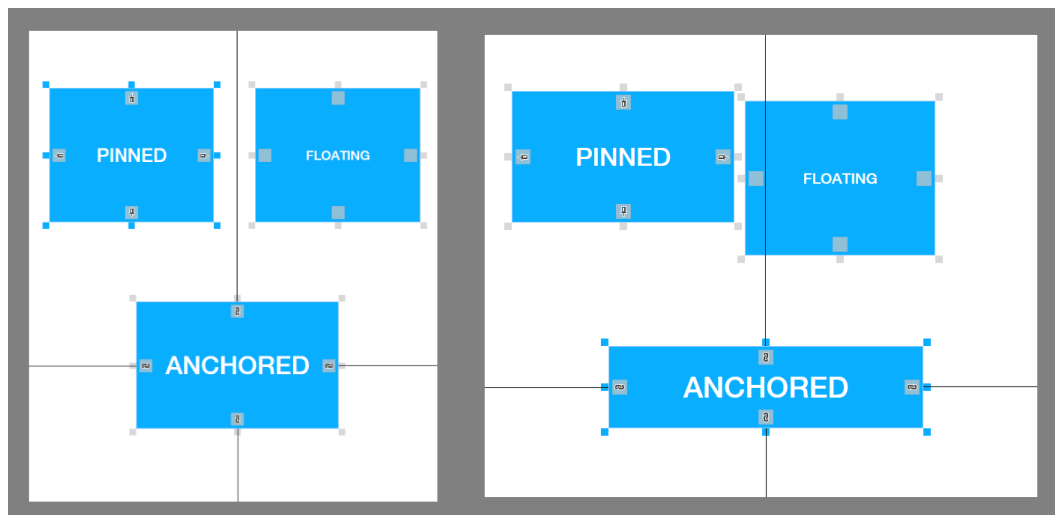 PINNED
FLOATING
ANCHORED
PINNED
FLOATING
ANCHORED